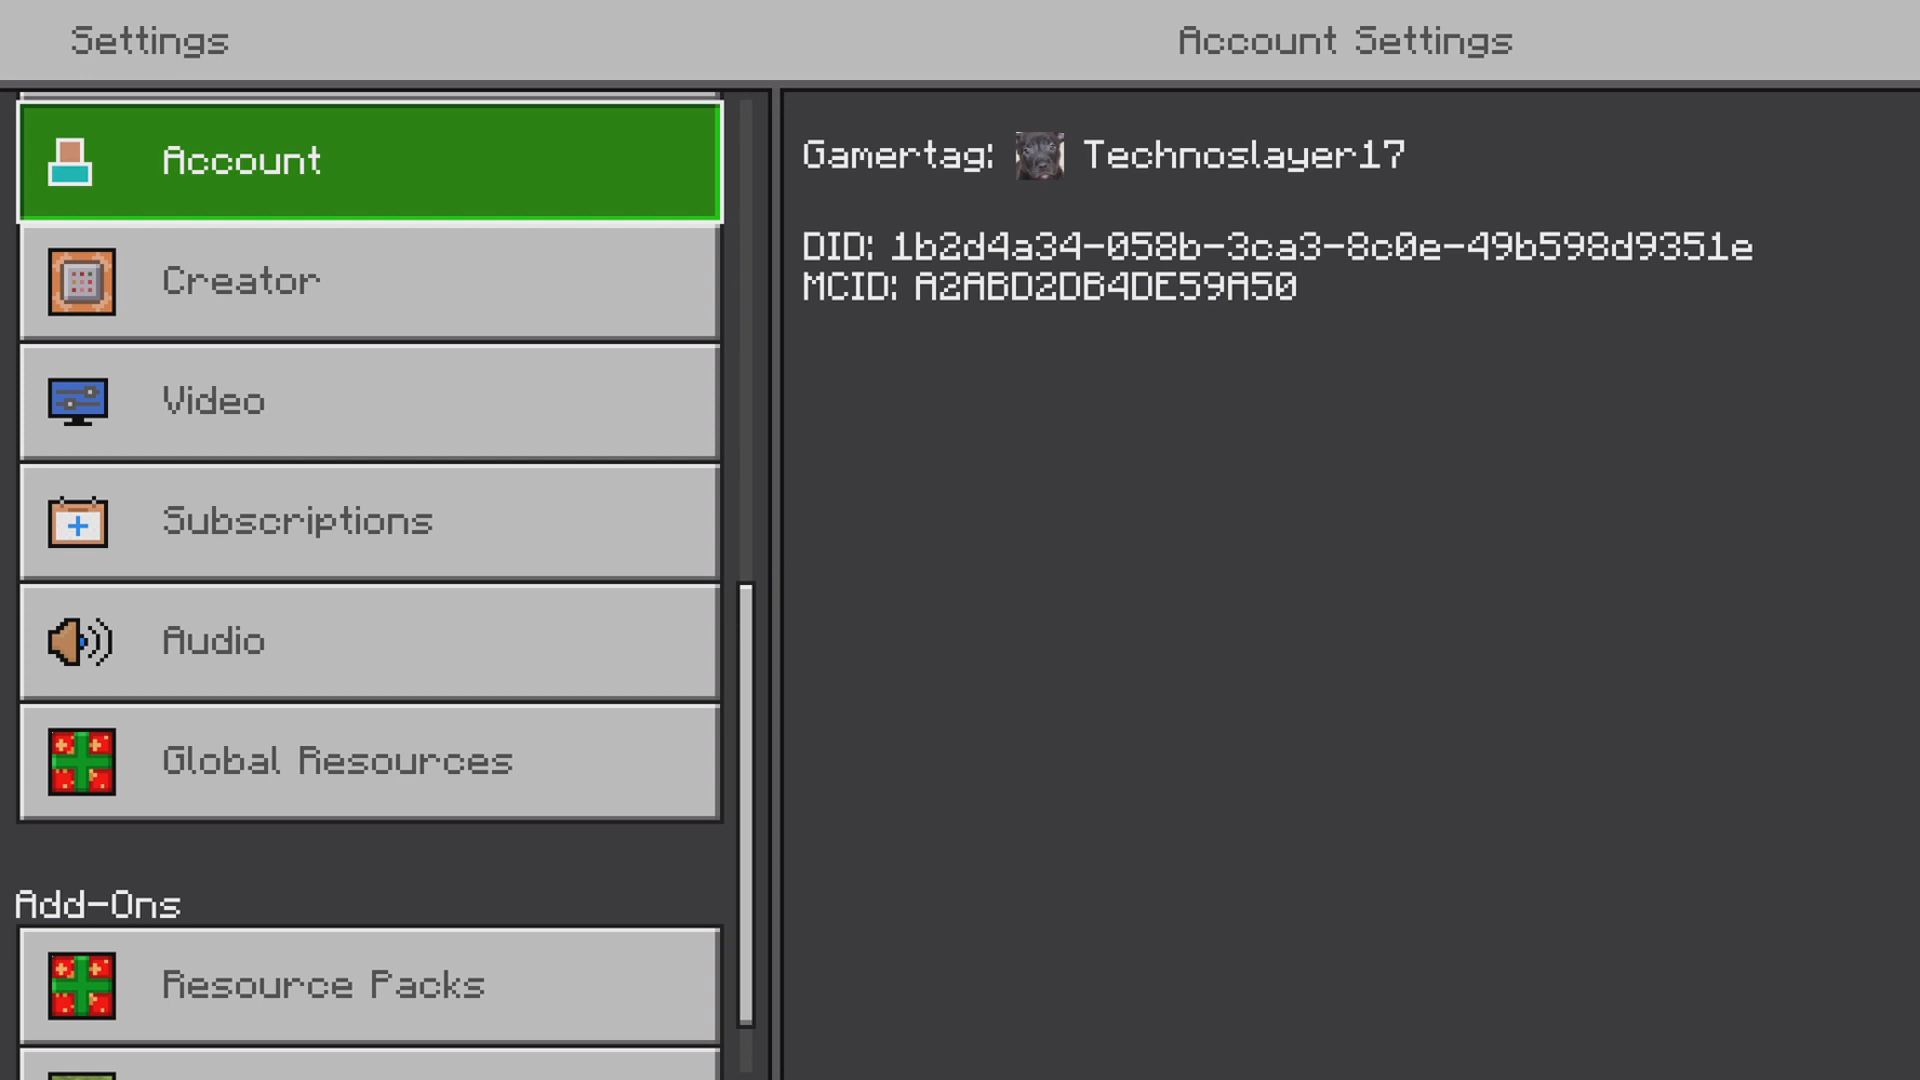 Settings
Account Settings
Account
Creator
Video
Subscriptions
Audio
Global Resources
Add-Ons
Resource Packs
Gamertag: Technoslayer17
DID: 1b2d4a34-058b-3ca3-8c0e-49b598d9351e
MCID: A2ABD2DB4DE59A50